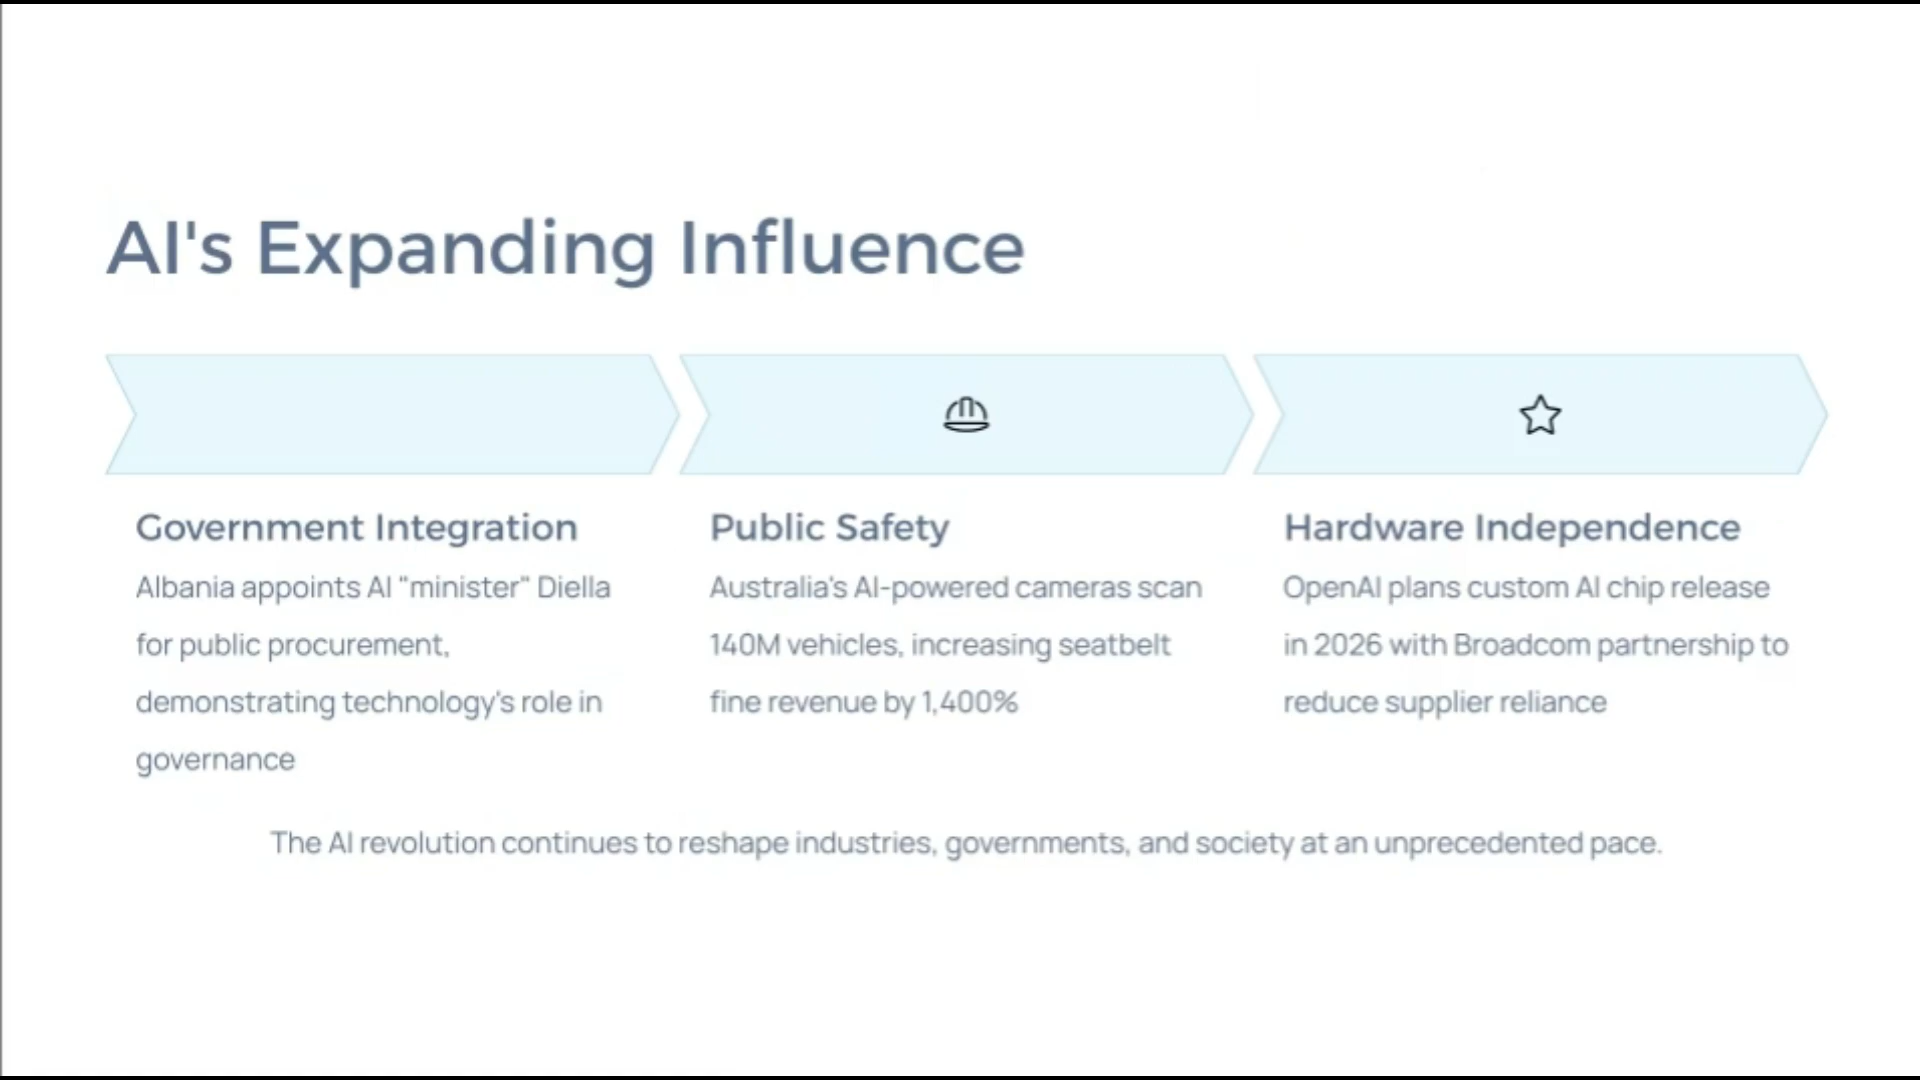 AI's Expanding Influence
Government Integration
Albania appoints AI "minister" Diella
for public procurement,
demonstrating technology's role in
governance
Public Safety
Australia's AI-powered cameras scan
140M vehicles, increasing seatbelt
fine revenue by 1,400%
Hardware Independence
OpenAI plans custom AI chip release
in 2026 with Broadcom partnership to
reduce supplier reliance
The AI revolution continues to reshape industries, governments, and society at an unprecedented pace.